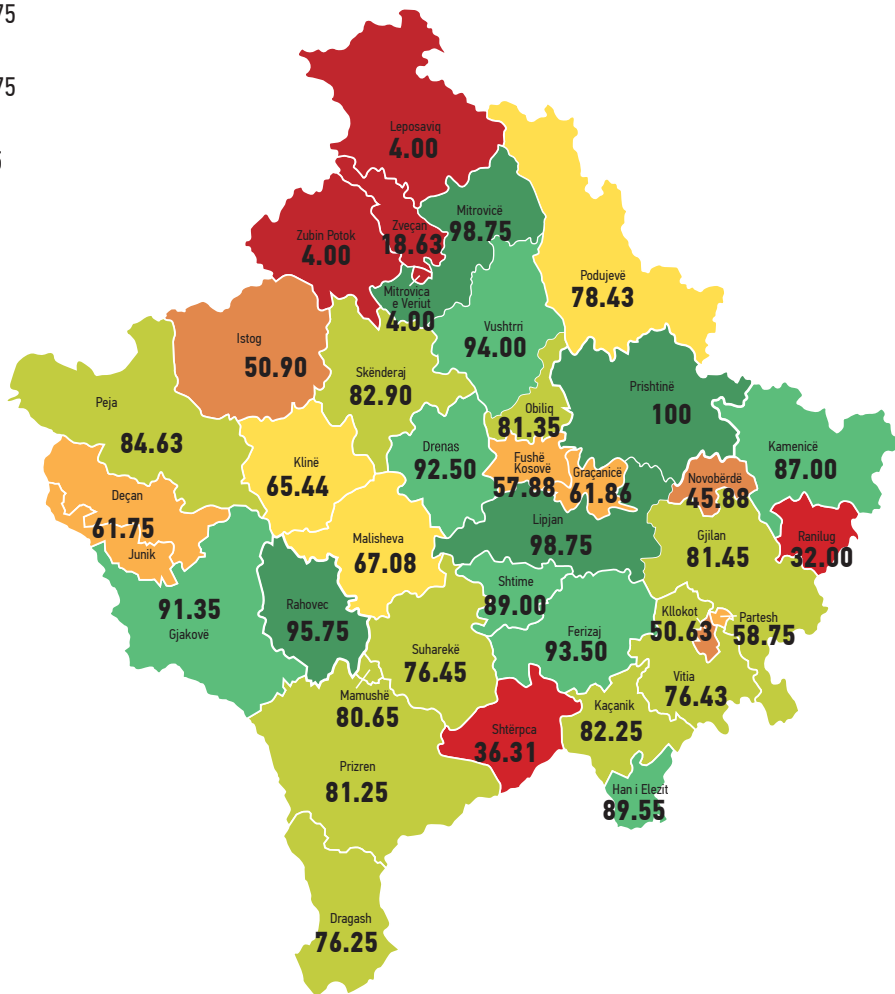 75
75
Leposaviq
4.00
Mitrovicë
98.75
Zveçan
18.63
Zubin Potok
4.00
Mitrovica
e Veriut
4.00
Podujevë
78.43
Vushtrri
94.00
Istog
50.90
Skënderaj
82.90
Prishtinë
100
Peja
84.63
Obiliq
81.35
Kamenicë
87.00
Drenas
92.50
Klinë
65.44
Fushë
Kosovë
57.88
Graçanicë
61.86
Novobërdë
45.88
Deçan
61.75
Junik
Lipjan
98.75
Malisheva
67.08
Gjilan
81.45
Ranilug
32.00
Shtime
89.00
91.35
Gjakovë
Rahovec
95.75
Kllokot
50.63
Partesh
58.75
Ferizaj
93.50
Suharekë
76.45
Vitia
76.43
Mamushë
80.65
Kaçanik
82.25
Shtërpca
36.31
Prizren
81.25
Han i Elezit
89.55
Dragash
76.25